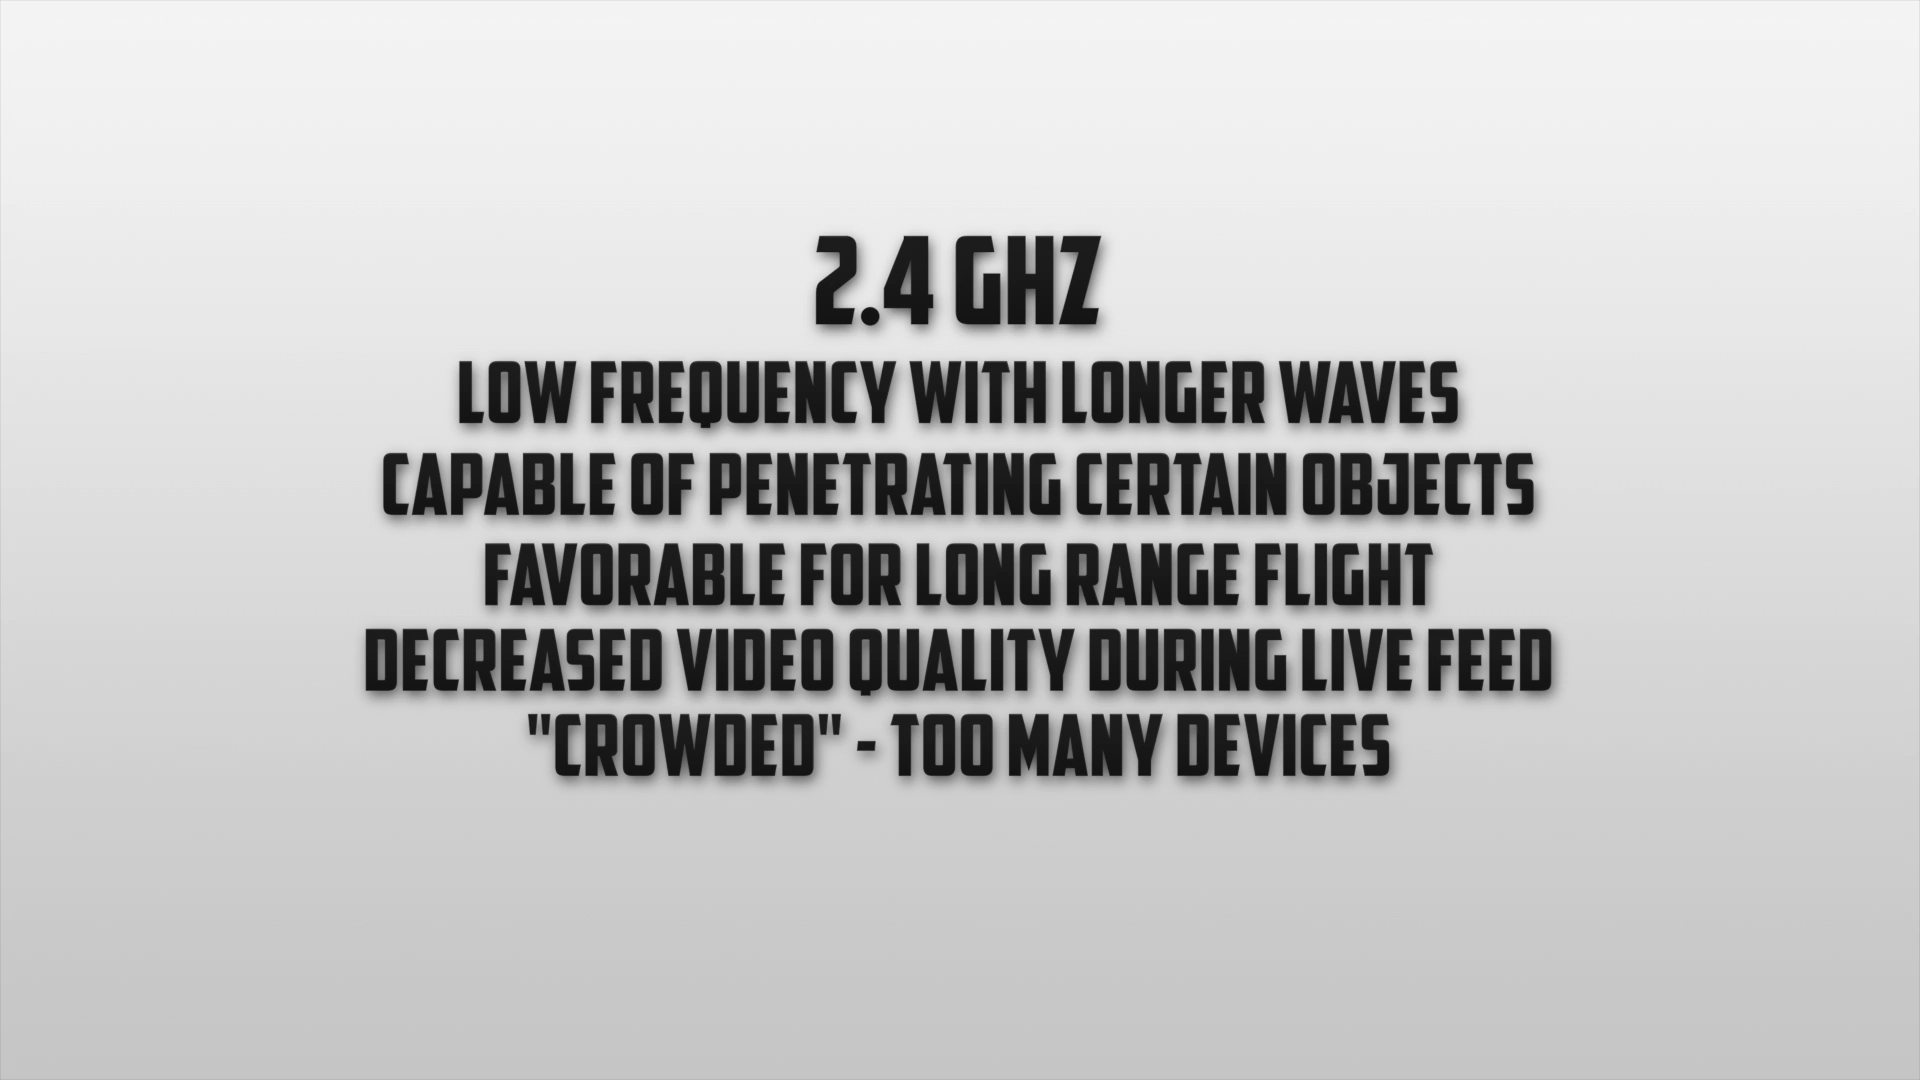 2.4 GHZ
LOW FREQUENCY WITH LONGER WAVES
CAPABLE OF PENETRATING CERTAIN OBJECTS
FAVORABLE FOR LONG RANGE FLIGHT
DECREASED VIDEO QUALITY DURING LIVE FEED
"CROWDED" - TOO MANY DEVICES